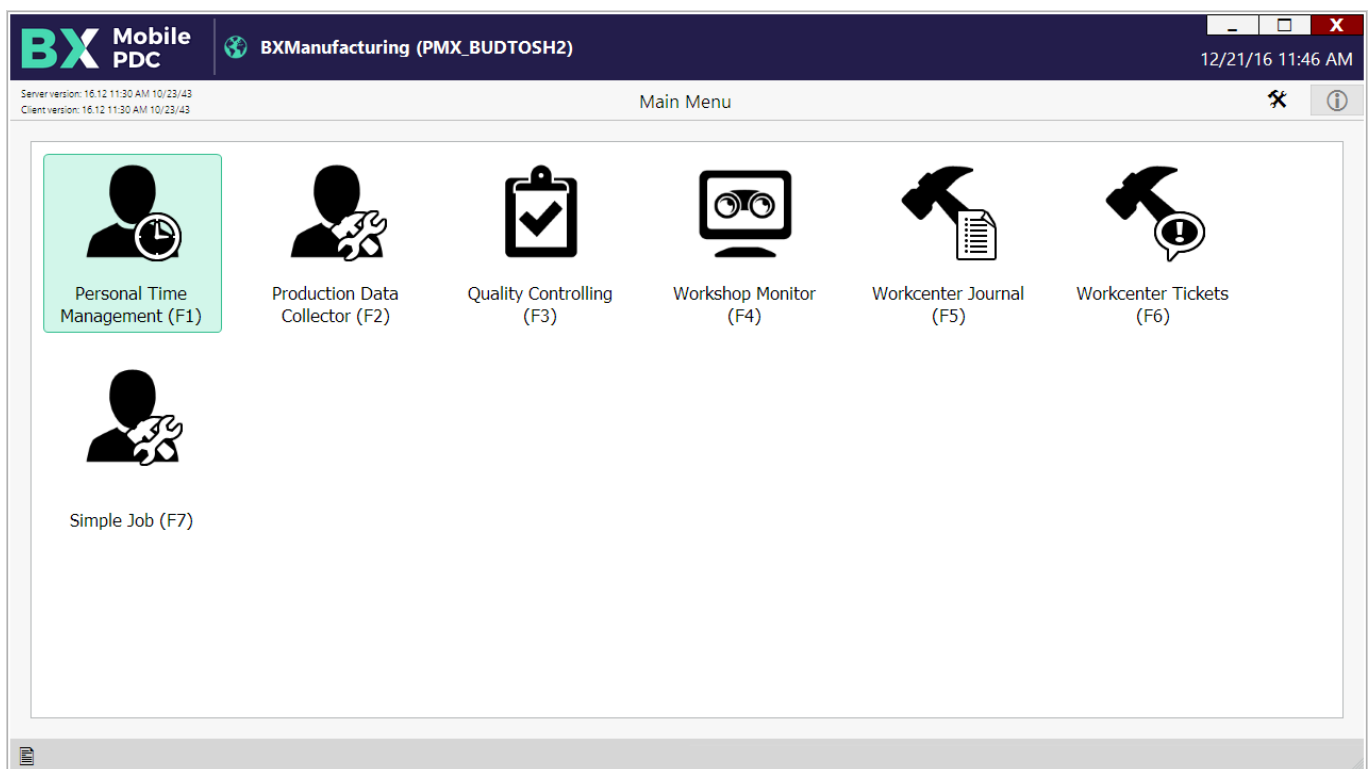 BX Mobile PDC
BXManufacturing (PMX_BUDTOSH2)
12/21/16 11:46 AM
Server version: 16.12 11:30 AM 10/23/43
Client version: 16.12 11:30 AM 10/23/43
Main Menu
Personal Time
Management (F1)
Production Data
Collector (F2)
Quality Controlling
(F3)
Workshop Monitor
(F4)
Workcenter Journal
(F5)
Workcenter Tickets
(F6)
Simple Job (F7)